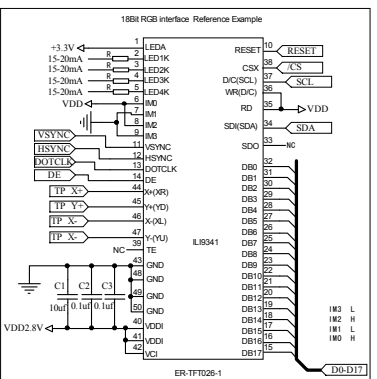 18Bit RGB interface Reference Example
+3.3V 1 LEDA
15-20mA R 2 LED1K
15-20mA R 3 LED2K
15-20mA R 4 LED3K
15-20mA R 5 LED4K
VDD 6 IM0
7 IM1
8 IM2
9 IM3
VSYNC 11 VSYNC
HSYNC 12 HSYNC
DOTCLK 13 DOTCLK
DE 14 DE
TP X+ 44 X+(XR)
TP Y+ 45 Y+(YD)
TP X- 46 X-(XL)
TP X- 47 Y-(YU)
NC 39 TE
43 GND
48 GND
49 GND
50 GND
C1 C2 C3
10uf 0.1uf 0.1uf
VDD2.8V 40 VDDI
41 VDDI
42 VCI
ILI9341
RESET 10 RESET
CSX 38 /CS
D/C(SCL) 37 SCL
WR(D/C) 36
RD 35 VDD
SDI(SDA) 34 SDA
SDO 33 NC
DB0 32
DB1 31
DB2 30
DB3 29
DB4 28
DB5 27
DB6 26
DB7 25
DB8 24
DB9 23
DB10 22
DB11 21
DB12 20
DB13 19
DB14 18
DB15 17
DB16 16
DB17 15
IM3 L
IM2 H
IM1 L
IM0 H
D0-D17
ER-TFT026-1